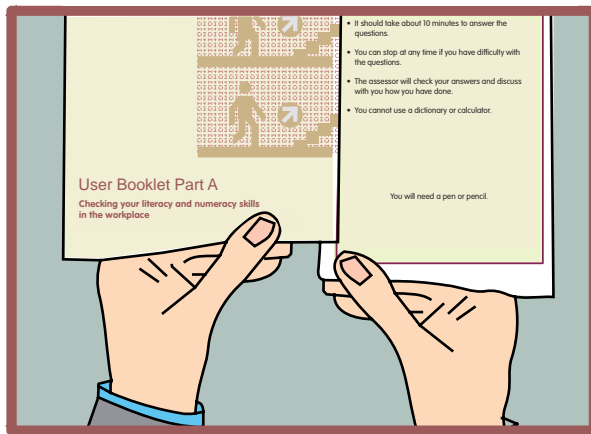 User Booklet Part A
Checking your literacy and numeracy skills
in the workplace
• It should take about 10 minutes to answer the
questions.
• You can stop at any time if you have difficulty with
the questions.
• The assessor will check your answers and discuss
with you how you have done.
• You cannot use a dictionary or calculator.
You will need a pen or pencil.